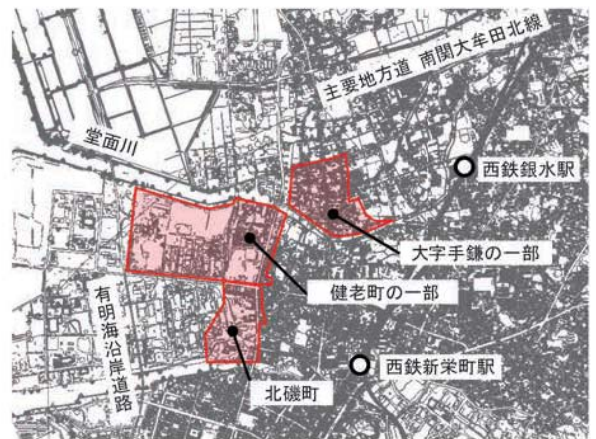 主要地方道 南関大牟田北線
堂面川
西鉄銀水駅
大字手鎌の一部
健老町の一部
有明海沿岸道路
西鉄新栄町駅
北磯町